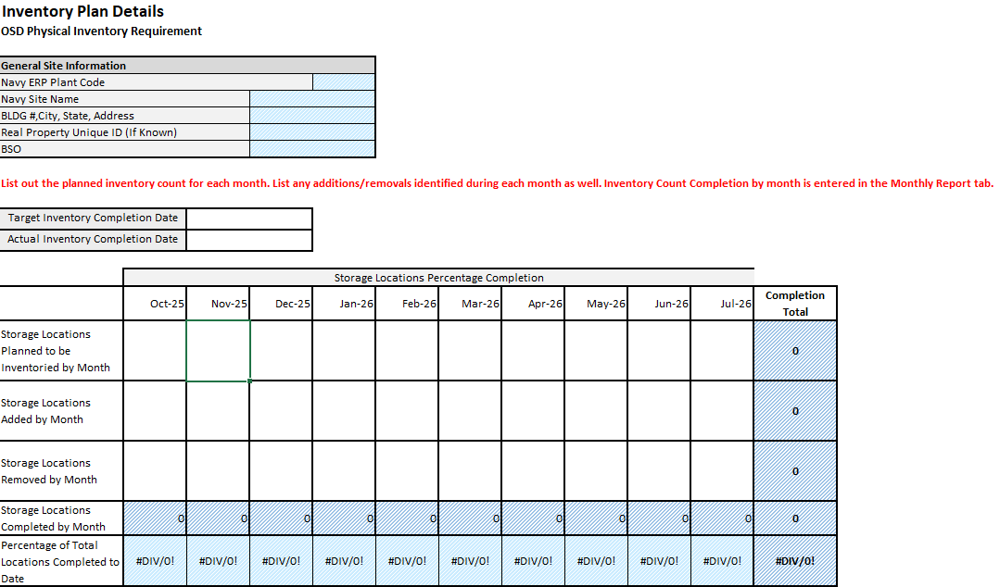 Inventory Plan Details
OSD Physical Inventory Requirement
General Site Information
Navy ERP Plant Code
Navy Site Name
BLDG #,City, State, Address
Real Property Unique ID (If Known)
BSO
List out the planned inventory count for each month. List any additions/removals identified during each month as well. Inventory Count Completion by month is entered in the Monthly Report tab.
Target Inventory Completion Date
Actual Inventory Completion Date
Storage Locations Percentage Completion
Oct-25 Nov-25 Dec-25 Jan-26 Feb-26 Mar-26 Apr-26 May-26 Jun-26 Jul-26 Completion
Total
Storage Locations
Planned to be
Inventoried by Month
0
Storage Locations
Added by Month
0
Storage Locations
Removed by Month
0
Storage Locations
Completed by Month
0 0 0 0 0 0 0 0 0 0 0
Percentage of Total
Locations Completed to
Date
#DIV/0! #DIV/0! #DIV/0! #DIV/0! #DIV/0! #DIV/0! #DIV/0! #DIV/0! #DIV/0! #DIV/0! #DIV/0!